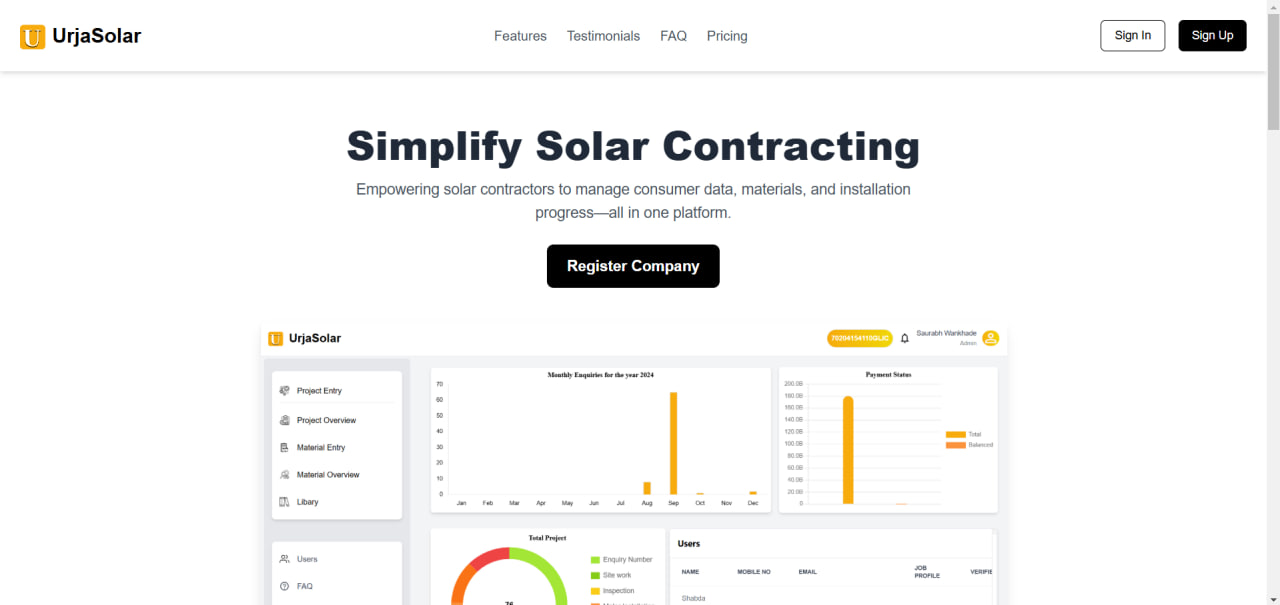 UrjaSolar
Features
Testimonials
FAQ
Pricing
Sign In
Sign Up
Simplify Solar Contracting
Empowering solar contractors to manage consumer data, materials, and installation
progress—all in one platform.
Register Company
UrjaSolar
Saurabh Wankhade
Admin
Project Entry
Project Overview
Material Entry
Material Overview
Libary
Users
FAQ
Monthly Enquiries for the year 2024
70
60
50
40
30
20
10
0
Jan Feb Mar Apr May Jun Jul Aug Sep Oct Nov Dec
Payment Status
200.0B
180.0B
160.0B
140.0B
120.0B
100.0B
80.0B
60.0B
40.0B
20.0B
0
Total
Balanced
Total Project
Enquiry Number
Site work
Inspection
Users
NAME MOBILE NO EMAIL JOB PROFILE VERIFIE
Shabda